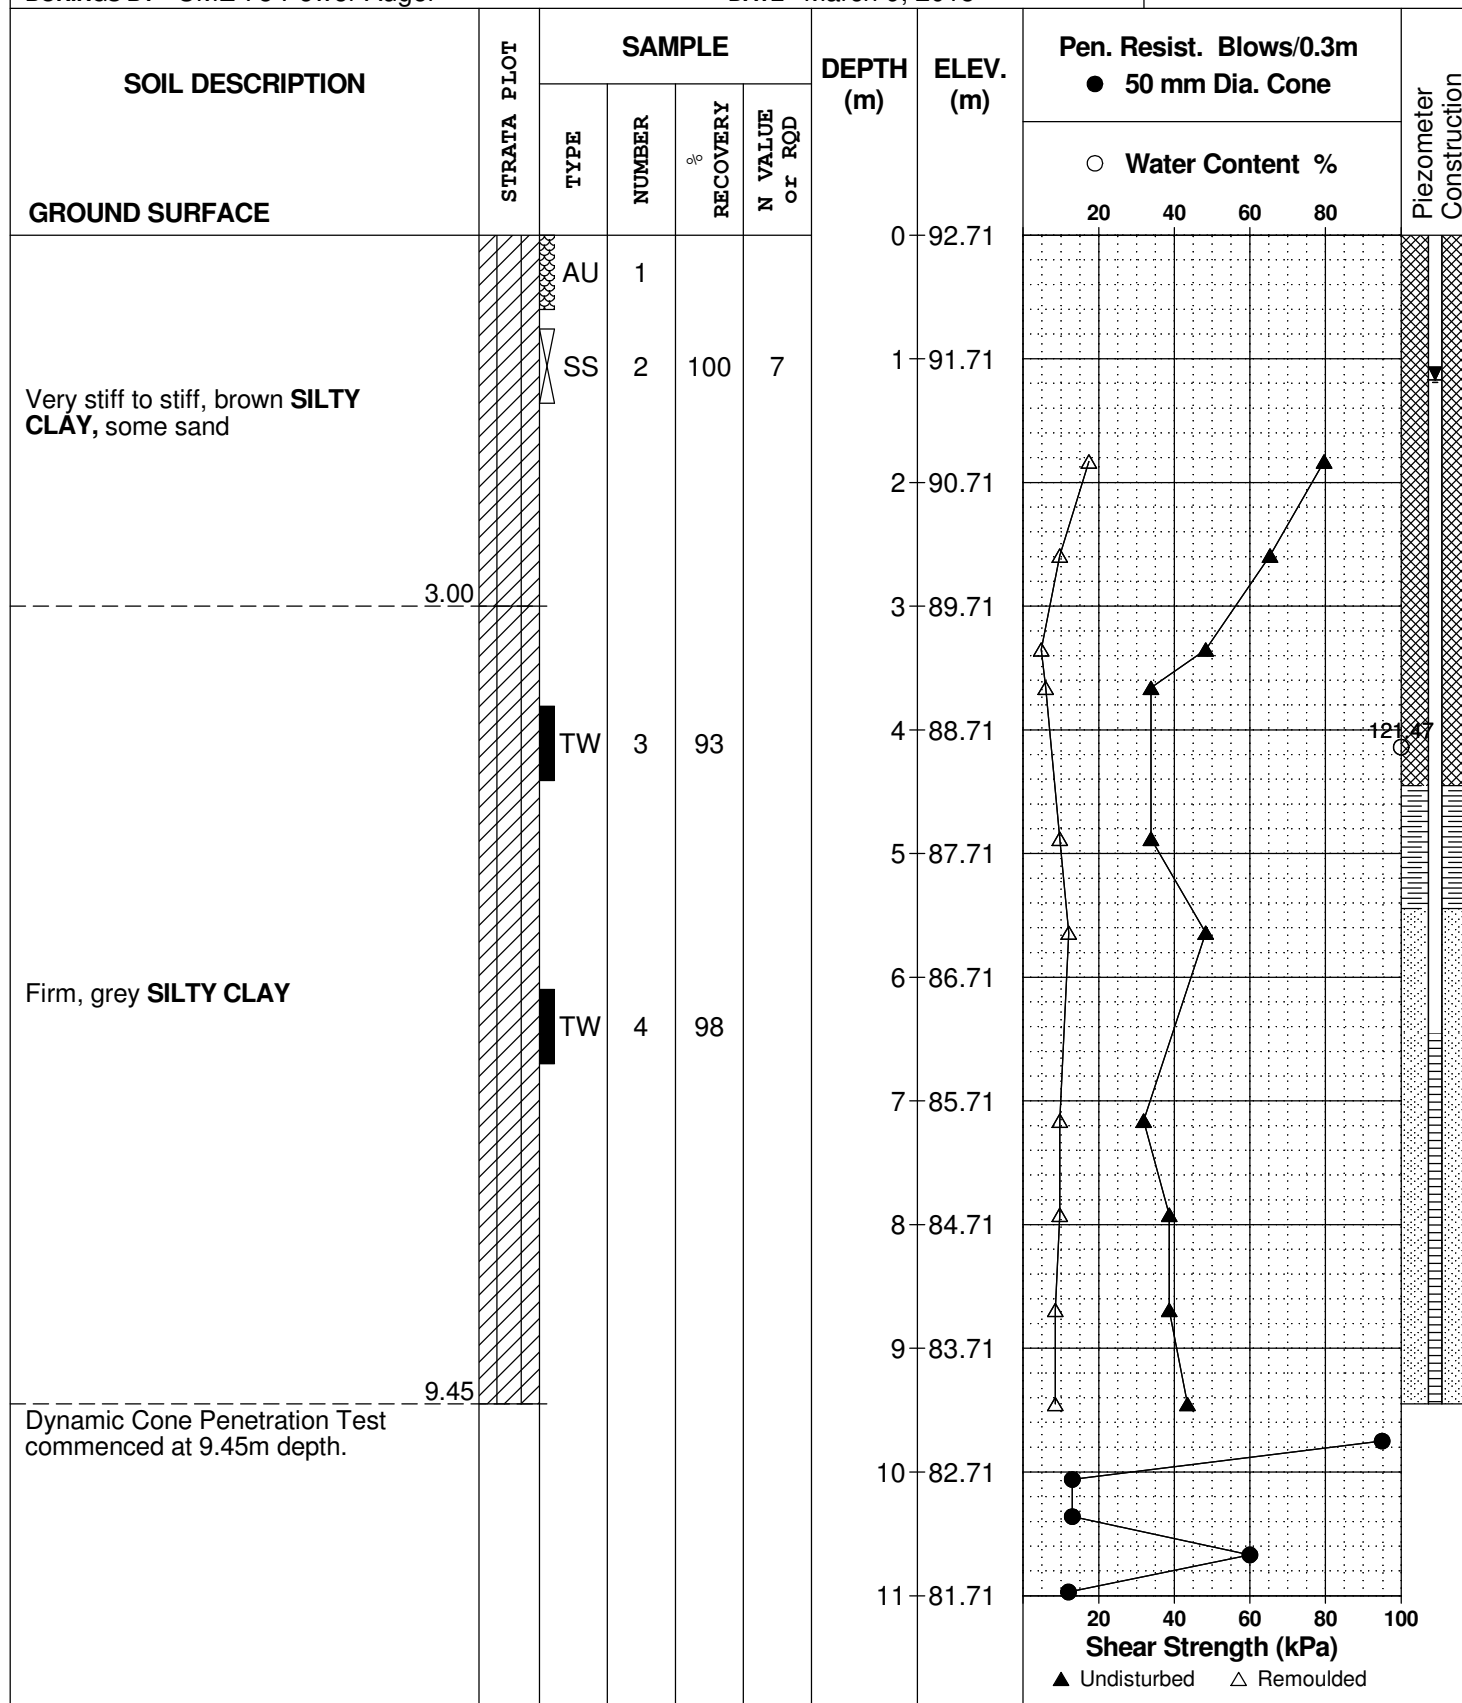 SOIL DESCRIPTION
GROUND SURFACE
STRATA PLOT
SAMPLE
TYPE
NUMBER
%
RECOVERY
N VALUE
or RQD
DEPTH
(m)
ELEV.
(m)
Pen. Resist. Blows/0.3m
● 50 mm Dia. Cone
○ Water Content %
20 40 60 80
Piezometer
Construction
0 92.71
AU 1
SS 2 100 7
1 91.71
Very stiff to stiff, brown SILTY
CLAY, some sand
2 90.71
3.00
3 89.71
TW 3 93
4 88.71
121.47
5 87.71
Firm, grey SILTY CLAY
6 86.71
TW 4 98
7 85.71
8 84.71
9 83.71
9.45
Dynamic Cone Penetration Test
commenced at 9.45m depth.
10 82.71
11 81.71
20 40 60 80 100
Shear Strength (kPa)
▲ Undisturbed △ Remoulded